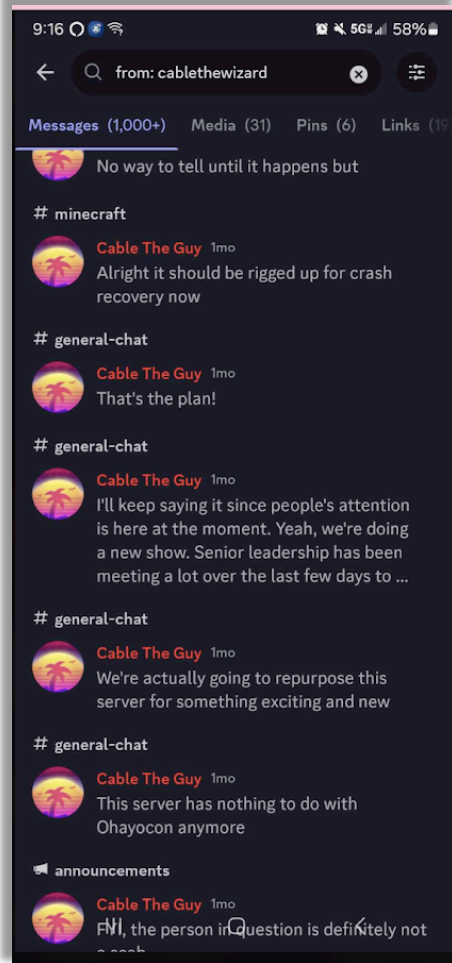 9:16 5G 58%
from: cablethewizard
Messages (1,000+) Media (31) Pins (6) Links (19
No way to tell until it happens but
# minecraft
Cable The Guy 1mo
Alright it should be rigged up for crash
recovery now
# general-chat
Cable The Guy 1mo
That's the plan!
# general-chat
Cable The Guy 1mo
I'll keep saying it since people's attention
is here at the moment. Yeah, we're doing
a new show. Senior leadership has been
meeting a lot over the last few days to ...
# general-chat
Cable The Guy 1mo
We're actually going to repurpose this
server for something exciting and new
# general-chat
Cable The Guy 1mo
This server has nothing to do with
Ohayocon anymore
announcements
Cable The Guy 1mo
FYI, the person in question is definitely not